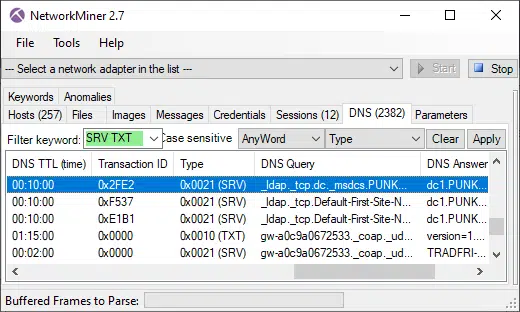 NetworkMiner 2.7
File Tools Help
--- Select a network adapter in the list --- Start Stop
Keywords Anomalies
Hosts (257) Files Images Messages Credentials Sessions (12) DNS (2382) Parameters
Filter keyword: SRV TXT Case sensitive AnyWord Type Clear Apply
DNS TTL (time) Transaction ID Type DNS Query DNS Answer
00:10:00 0x2FE2 0x0021 (SRV) _ldap._tcp.dc._msdcs.PUNK... dc1.PUNK...
00:10:00 0xF537 0x0021 (SRV) _ldap._tcp.Default-First-Site-N... dc1.PUNK...
00:10:00 0xE1B1 0x0021 (SRV) _ldap._tcp.Default-First-Site-N... dc1.PUNK...
01:15:00 0x0000 0x0010 (TXT) gw-a0c9a0672533._coap._ud... version=1....
00:02:00 0x0000 0x0021 (SRV) gw-a0c9a0672533._coap._ud... TRADFRI-...
Buffered Frames to Parse: